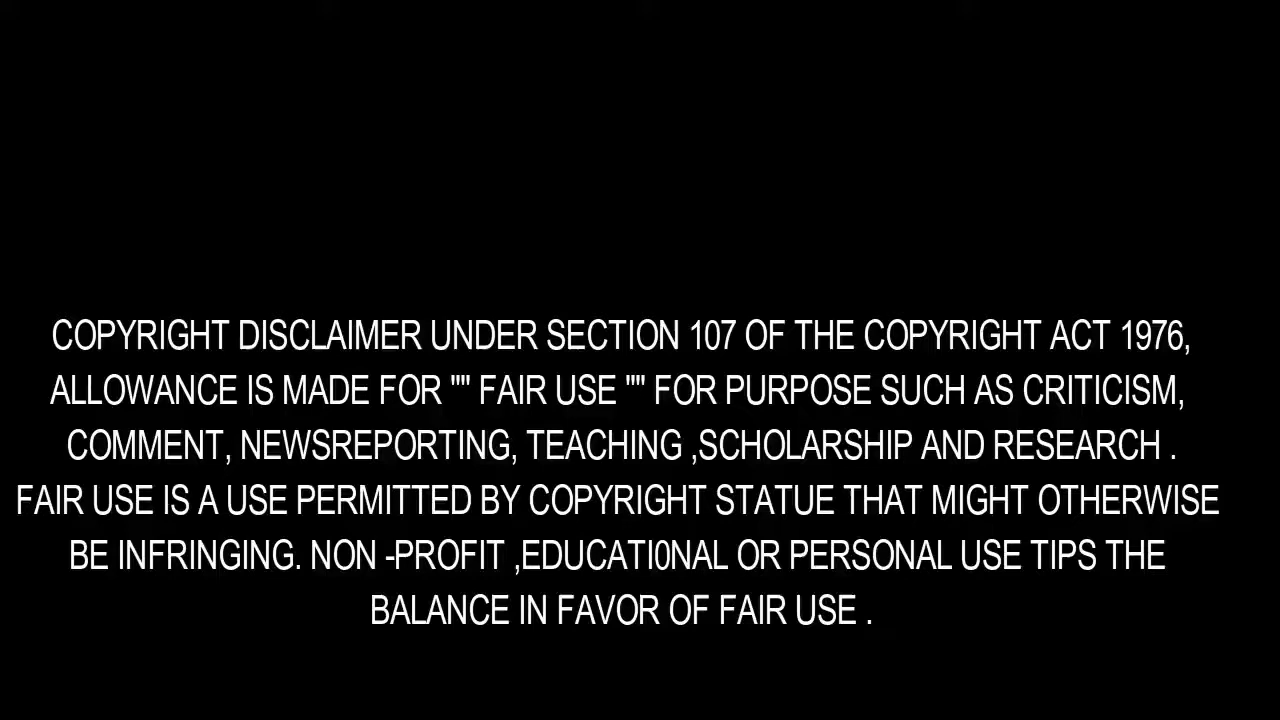 COPYRIGHT DISCLAIMER UNDER SECTION 107 OF THE COPYRIGHT ACT 1976,
ALLOWANCE IS MADE FOR "" FAIR USE "" FOR PURPOSE SUCH AS CRITICISM,
COMMENT, NEWSREPORTING, TEACHING ,SCHOLARSHIP AND RESEARCH .
FAIR USE IS A USE PERMITTED BY COPYRIGHT STATUE THAT MIGHT OTHERWISE
BE INFRINGING. NON -PROFIT ,EDUCATI0NAL OR PERSONAL USE TIPS THE
BALANCE IN FAVOR OF FAIR USE .